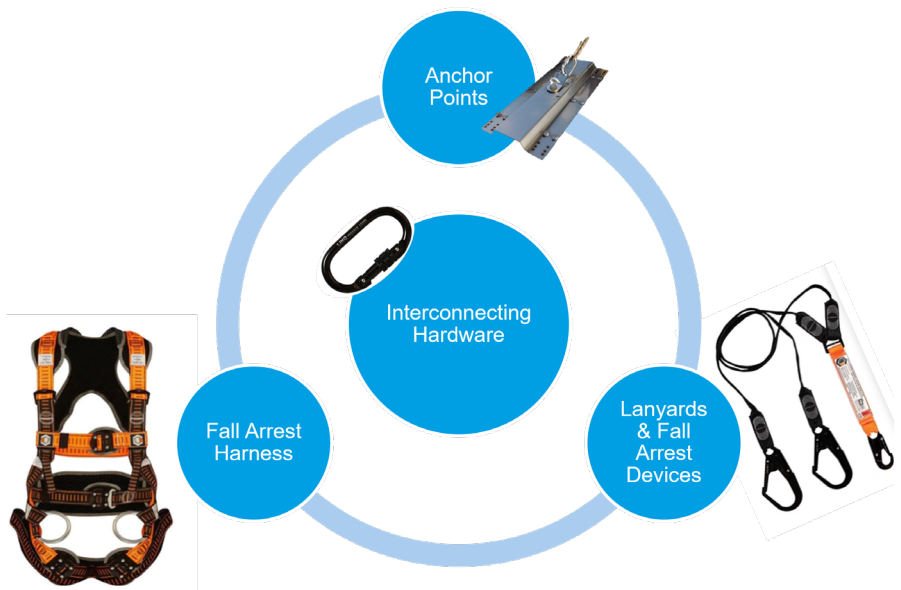 Anchor
Points
Interconnecting
Hardware
Fall Arrest
Harness
Lanyards
& Fall
Arrest
Devices